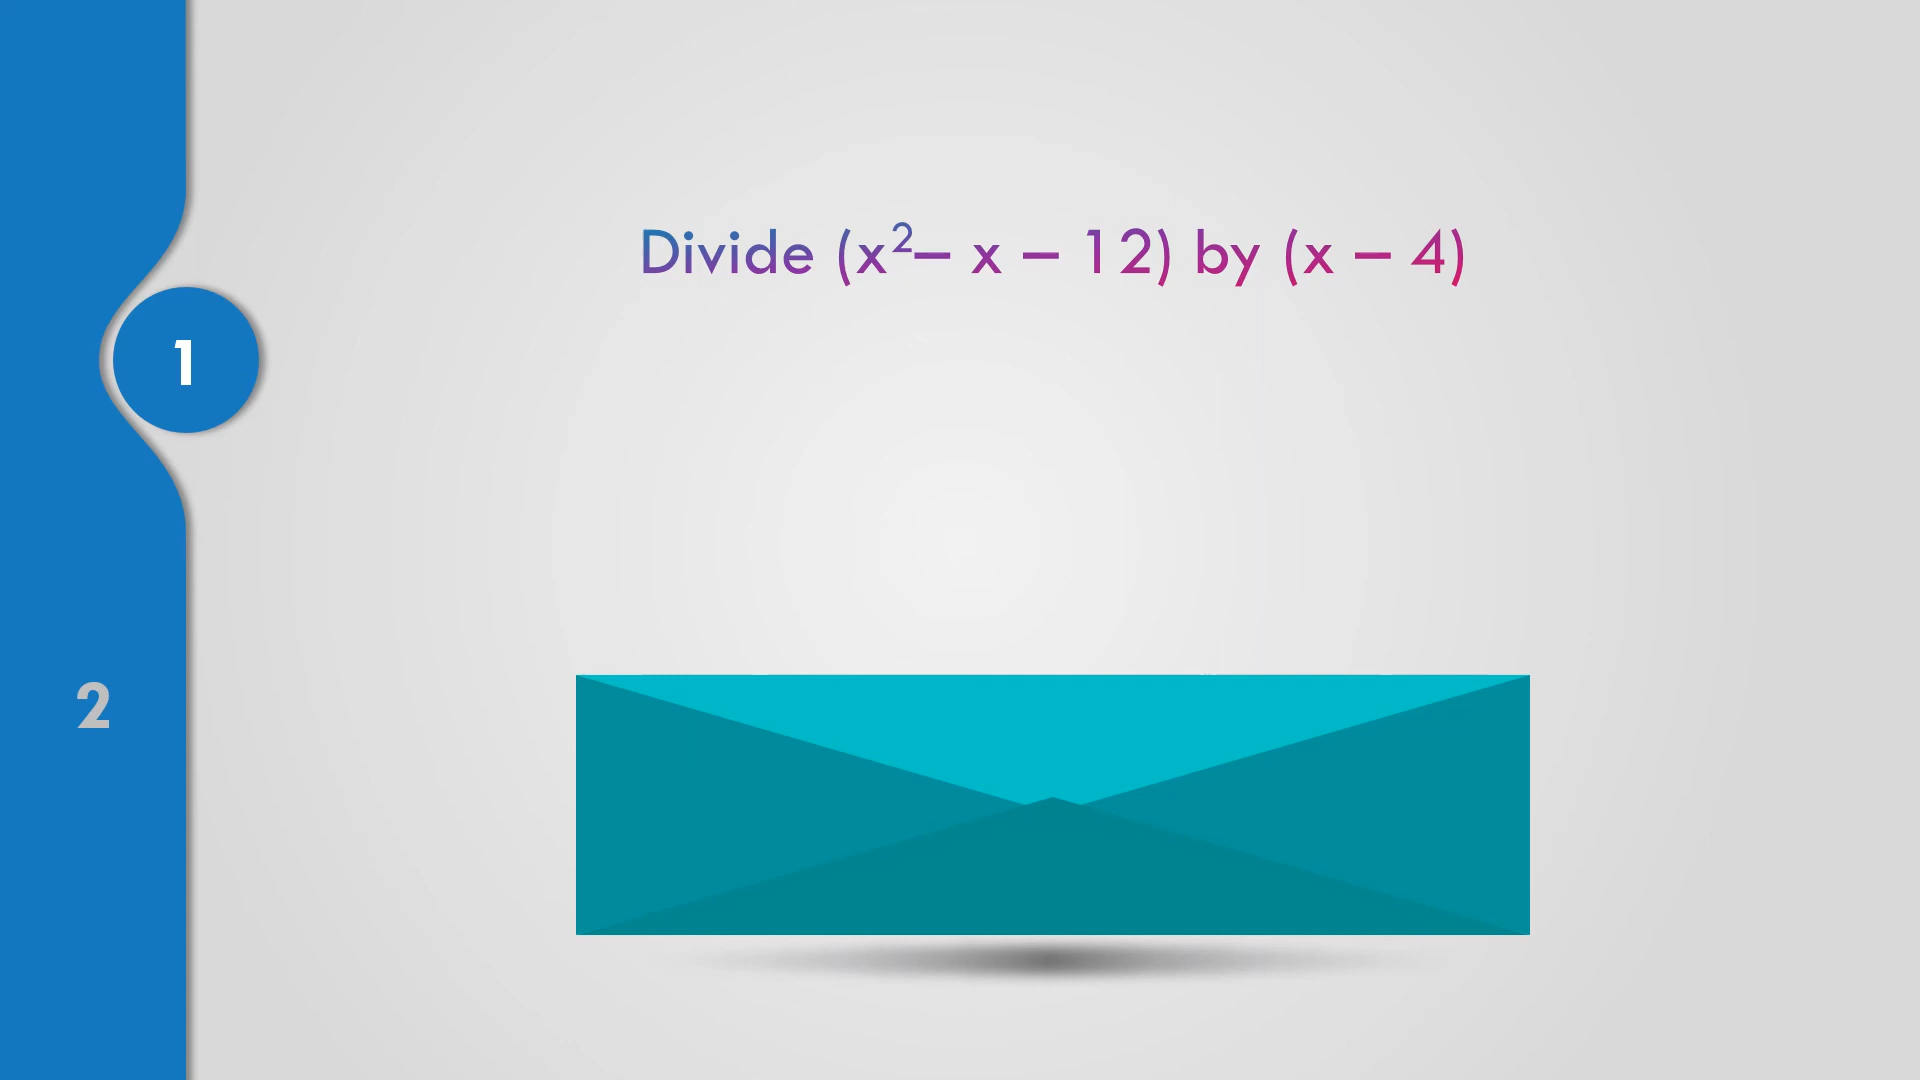 Divide (x²– x – 12) by (x – 4)
1
2